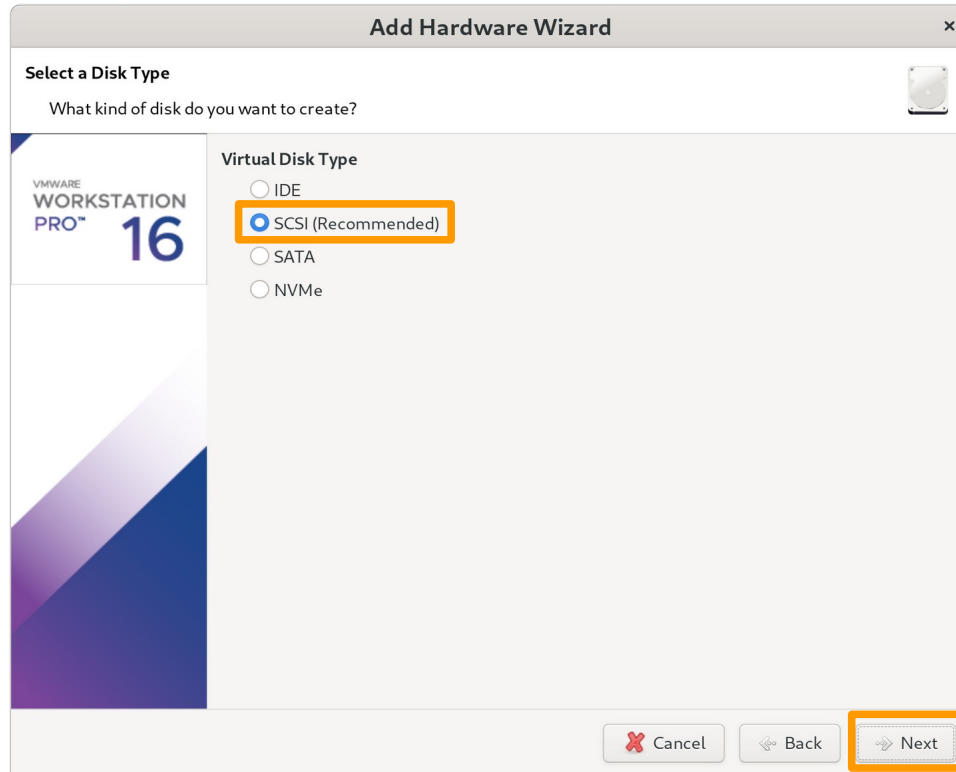 Add Hardware Wizard
×
Select a Disk Type
What kind of disk do you want to create?
VMWARE
WORKSTATION
PRO™ 16
Virtual Disk Type
IDE
SCSI (Recommended)
SATA
NVMe
Cancel
Back
Next